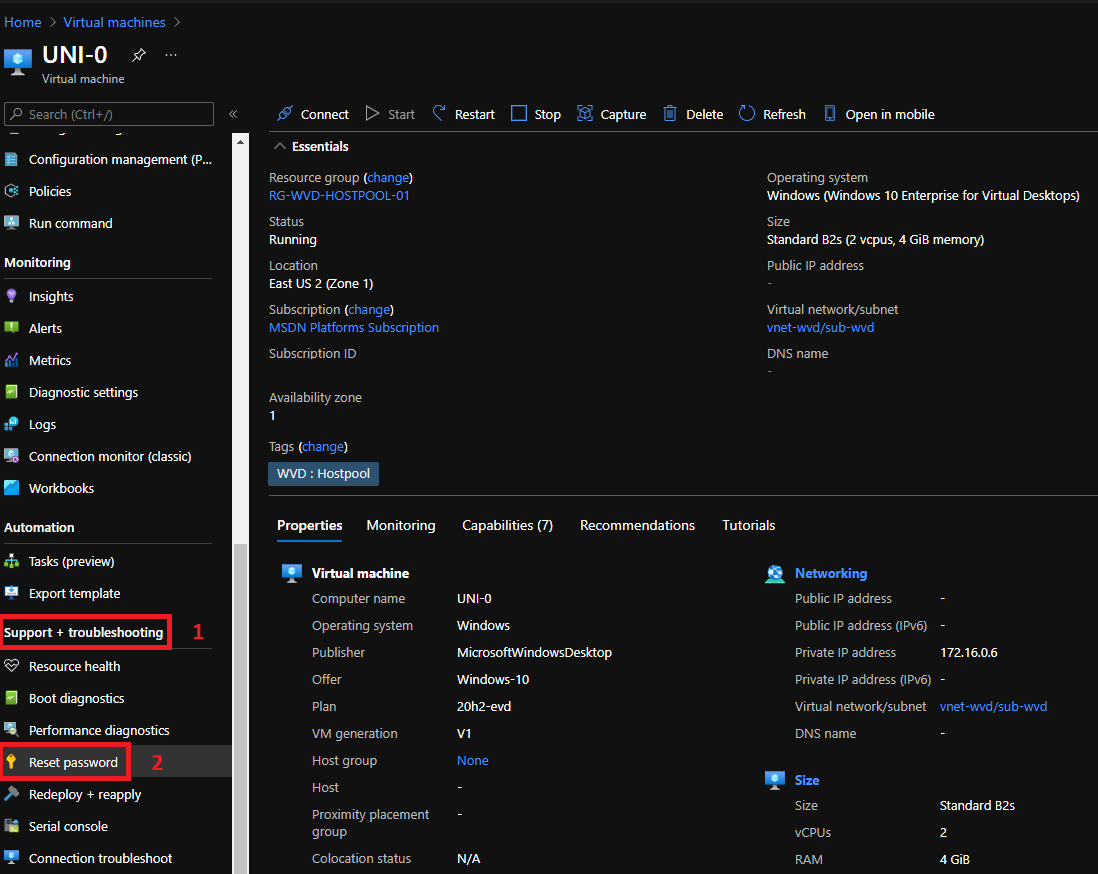 Home > Virtual machines >
UNI-0 ...
Virtual machine
Search (Ctrl+/) «
Configuration management (P...
Policies
Run command
Monitoring
Insights
Alerts
Metrics
Diagnostic settings
Logs
Connection monitor (classic)
Workbooks
Automation
Tasks (preview)
Export template
Support + troubleshooting 1
Resource health
Boot diagnostics
Performance diagnostics
Reset password 2
Redeploy + reapply
Serial console
Connection troubleshoot
Connect Start Restart Stop Capture Delete Refresh Open in mobile
Essentials
Resource group (change)
RG-WVD-HOSTPOOL-01
Status
Running
Location
East US 2 (Zone 1)
Subscription (change)
MSDN Platforms Subscription
Subscription ID
Availability zone
1
Tags (change)
WVD : Hostpool
Operating system
Windows (Windows 10 Enterprise for Virtual Desktops)
Size
Standard B2s (2 vcpus, 4 GiB memory)
Public IP address
-
Virtual network/subnet
vnet-wvd/sub-wvd
DNS name
-
Properties Monitoring Capabilities (7) Recommendations Tutorials
Virtual machine
Computer name UNI-0
Operating system Windows
Publisher MicrosoftWindowsDesktop
Offer Windows-10
Plan 20h2-evd
VM generation V1
Host group None
Host -
Proximity placement -
group
Colocation status N/A
Networking
Public IP address -
Public IP address (IPv6) -
Private IP address 172.16.0.6
Private IP address (IPv6) -
Virtual network/subnet vnet-wvd/sub-wvd
DNS name -
Size
Size Standard B2s
vCPUs 2
RAM 4 GiB